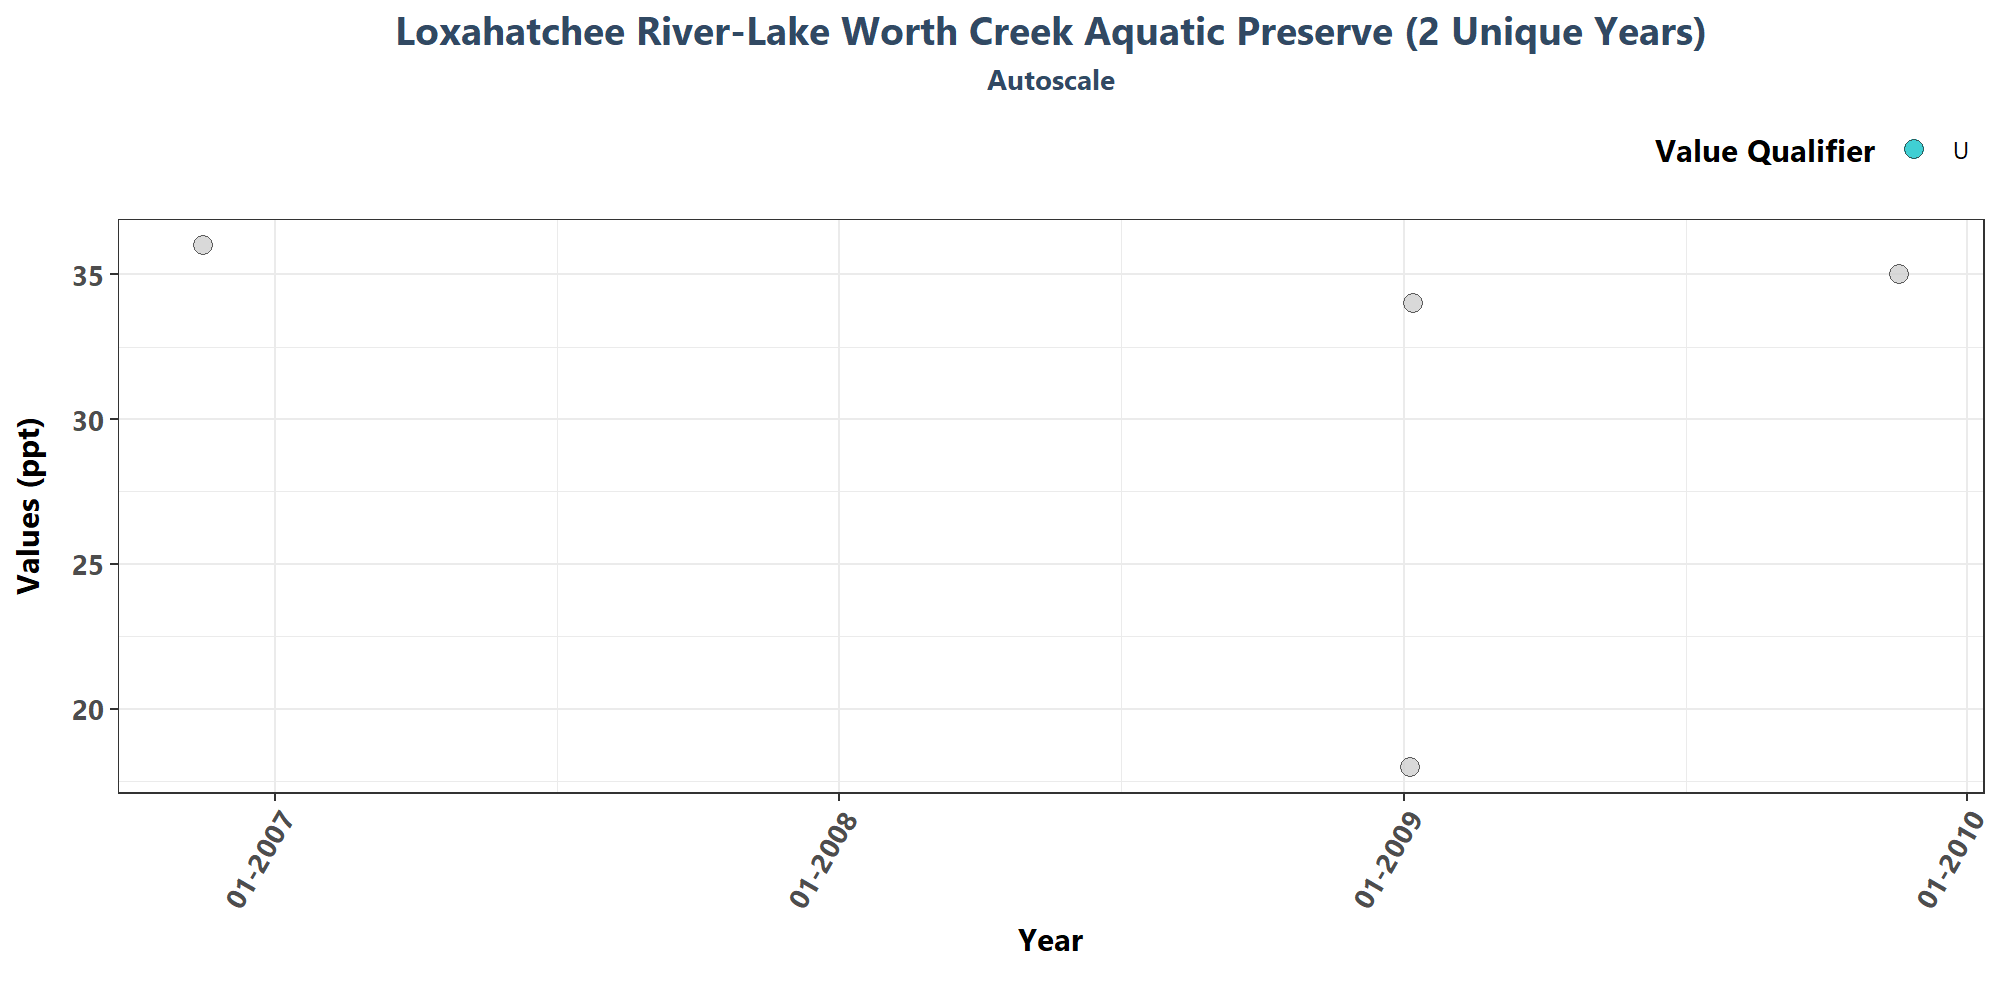 Loxahatchee River-Lake Worth Creek Aquatic Preserve (2 Unique Years)
Autoscale
Value Qualifier U
Values (ppt)
35
30
25
20
01-2007
01-2008
01-2009
01-2010
Year